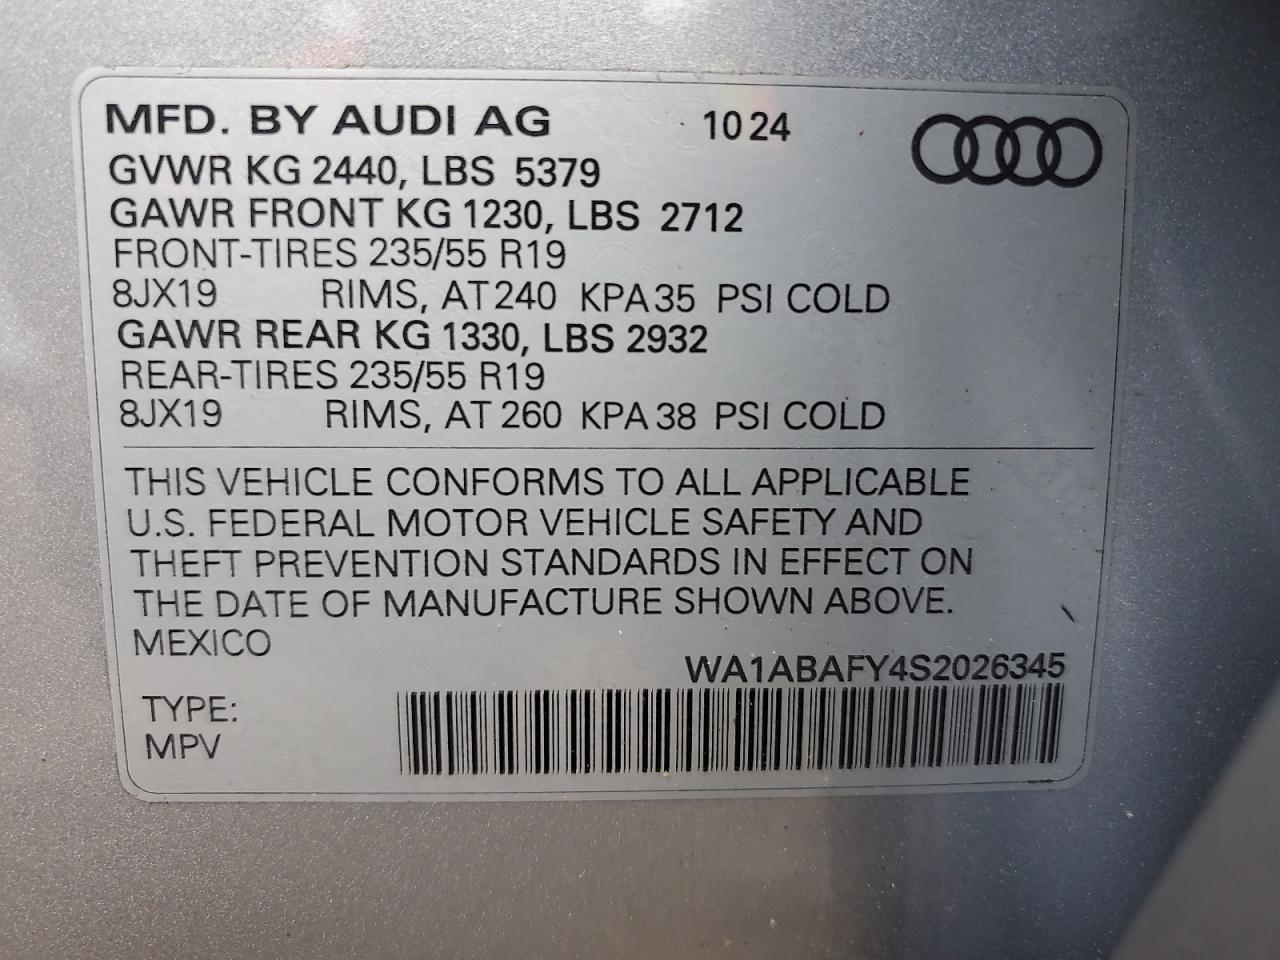 MFD. BY AUDI AG 10 24
GVWR KG 2440, LBS 5379
GAWR FRONT KG 1230, LBS 2712
FRONT-TIRES 235/55 R19
8JX19 RIMS, AT 240 KPA 35 PSI COLD
GAWR REAR KG 1330, LBS 2932
REAR-TIRES 235/55 R19
8JX19 RIMS, AT 260 KPA 38 PSI COLD
THIS VEHICLE CONFORMS TO ALL APPLICABLE
U.S. FEDERAL MOTOR VEHICLE SAFETY AND
THEFT PREVENTION STANDARDS IN EFFECT ON
THE DATE OF MANUFACTURE SHOWN ABOVE.
MEXICO
WA1ABAFY4S2026345
TYPE:
MPV